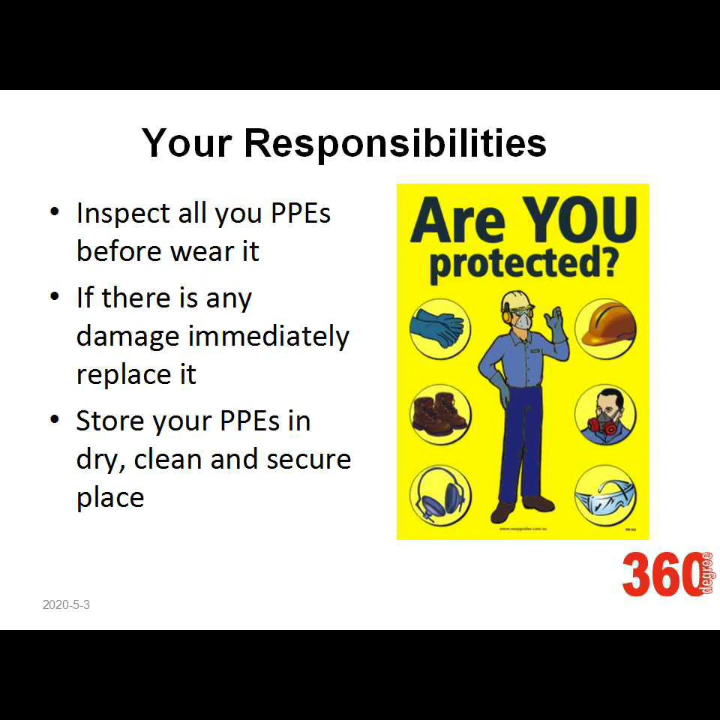 Your Responsibilities
• Inspect all you PPEs
before wear it
• If there is any
damage immediately
replace it
• Store your PPEs in
dry, clean and secure
place
Are YOU
protected?
360 degree
2020-5-3